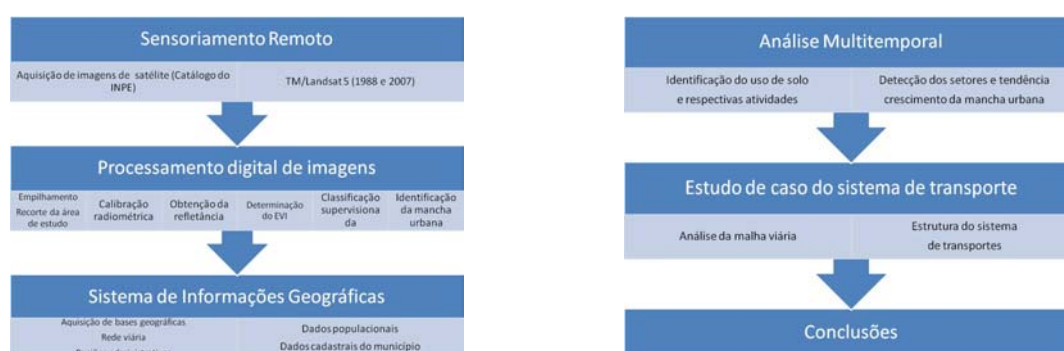 Sensoriamento Remoto
Aquisição de imagens de satélite (Catálogo do
INPE)
TM/Landsat 5 (1988 e 2007)
Processamento digital de imagens
Empilhamento
Recorte da área
de estudo
Calibração
radiométrica
Obtenção da
refletância
Determinação
do EVI
Classificação
supervisiona
da
Identificação
da mancha
urbana
Sistema de Informações Geográficas
Aquisição de bases geográficas
Rede viária
Dados populacionais
Dados cadastrais do município
Análise Multitemporal
Identificação do uso de solo
e respectivas atividades
Detecção dos setores e tendência
crescimento da mancha urbana
Estudo de caso do sistema de transporte
Análise da malha viária
Estrutura do sistema
de transportes
Conclusões